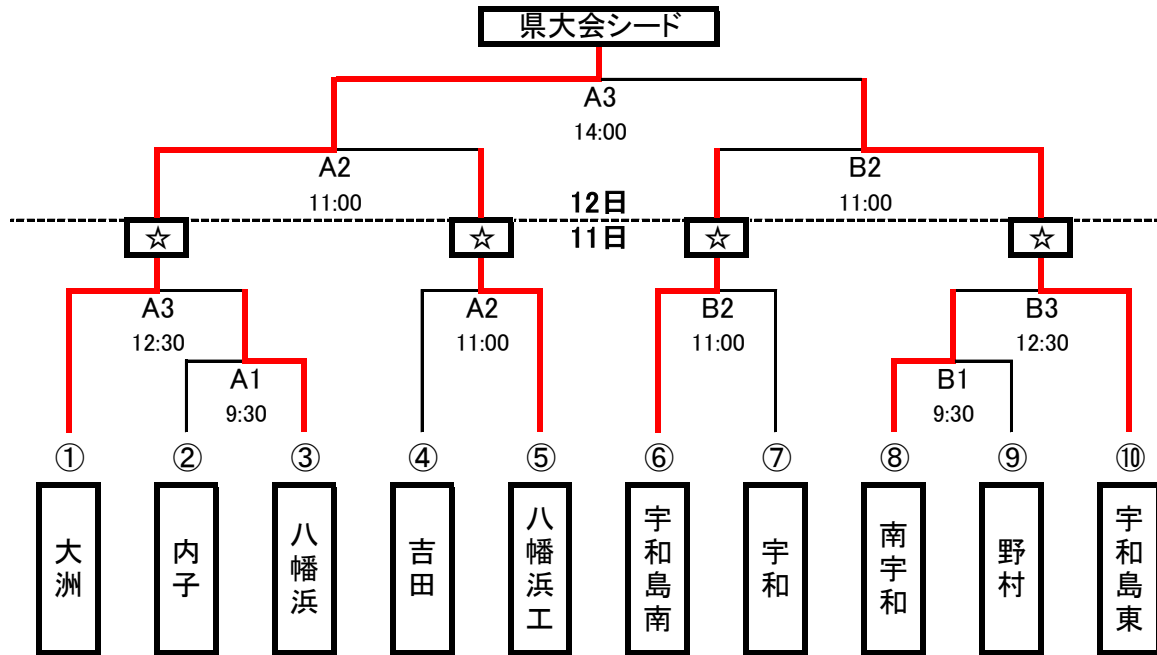 県大会シード
A3
14:00
A2
B2
11:00
12日
11:00
☆
☆
11日
☆
☆
A3
A2
B2
B3
12:30
11:00
11:00
12:30
A1
B1
9:30
9:30
① ② ③ ④ ⑤ ⑥ ⑦ ⑧ ⑨ ⑩
大洲
内子
八幡浜
吉田
八幡浜工
宇和島南
宇和
南宇和
野村
宇和島東